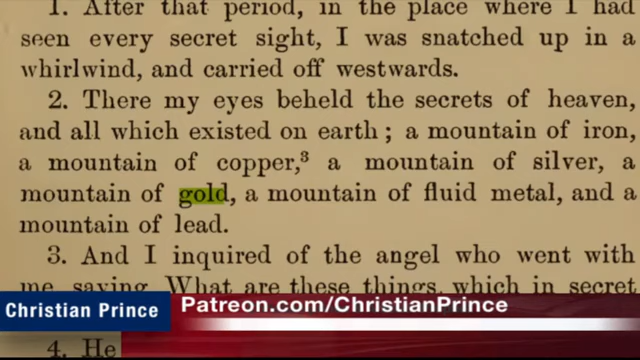 1. After that period, in the place where I had
seen every secret sight, I was snatched up in a
whirlwind, and carried off westwards.
2. There my eyes beheld the secrets of heaven,
and all which existed on earth; a mountain of iron,
a mountain of copper,³ a mountain of silver, a
mountain of gold, a mountain of fluid metal, and a
mountain of lead.
3. And I inquired of the angel who went with
me, saying, What are these things, which in secret
Christian Prince
Patreon.com/ChristianPrince
4. He